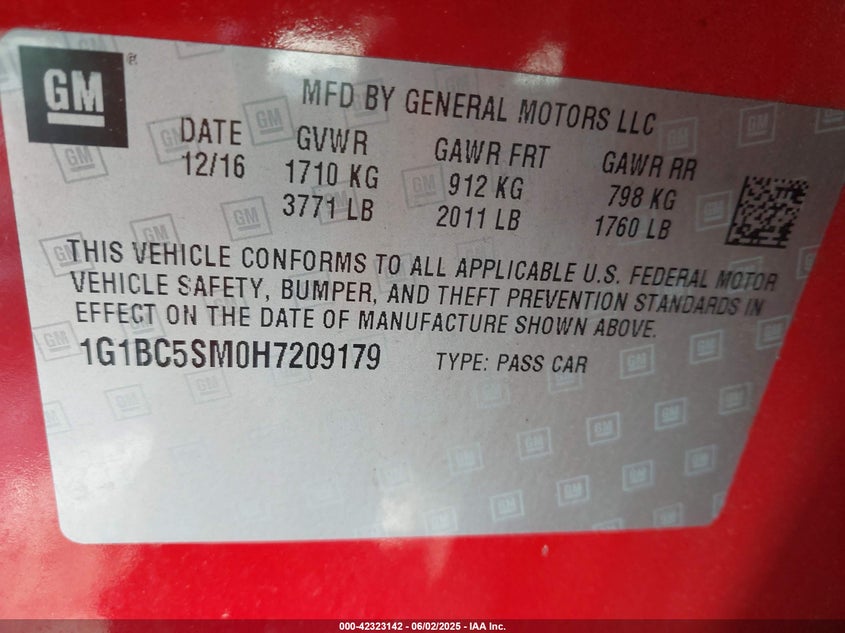 GM
MFD BY GENERAL MOTORS LLC
DATE GVWR GAWR FRT GAWR RR
12/16 1710 KG 912 KG 798 KG
3771 LB 2011 LB 1760 LB
THIS VEHICLE CONFORMS TO ALL APPLICABLE U.S. FEDERAL MOTOR
VEHICLE SAFETY, BUMPER, AND THEFT PREVENTION STANDARDS IN
EFFECT ON THE DATE OF MANUFACTURE SHOWN ABOVE.
1G1BC5SM0H7209179 TYPE: PASS CAR
000-42323142 - 06/02/2025 - IAA Inc.